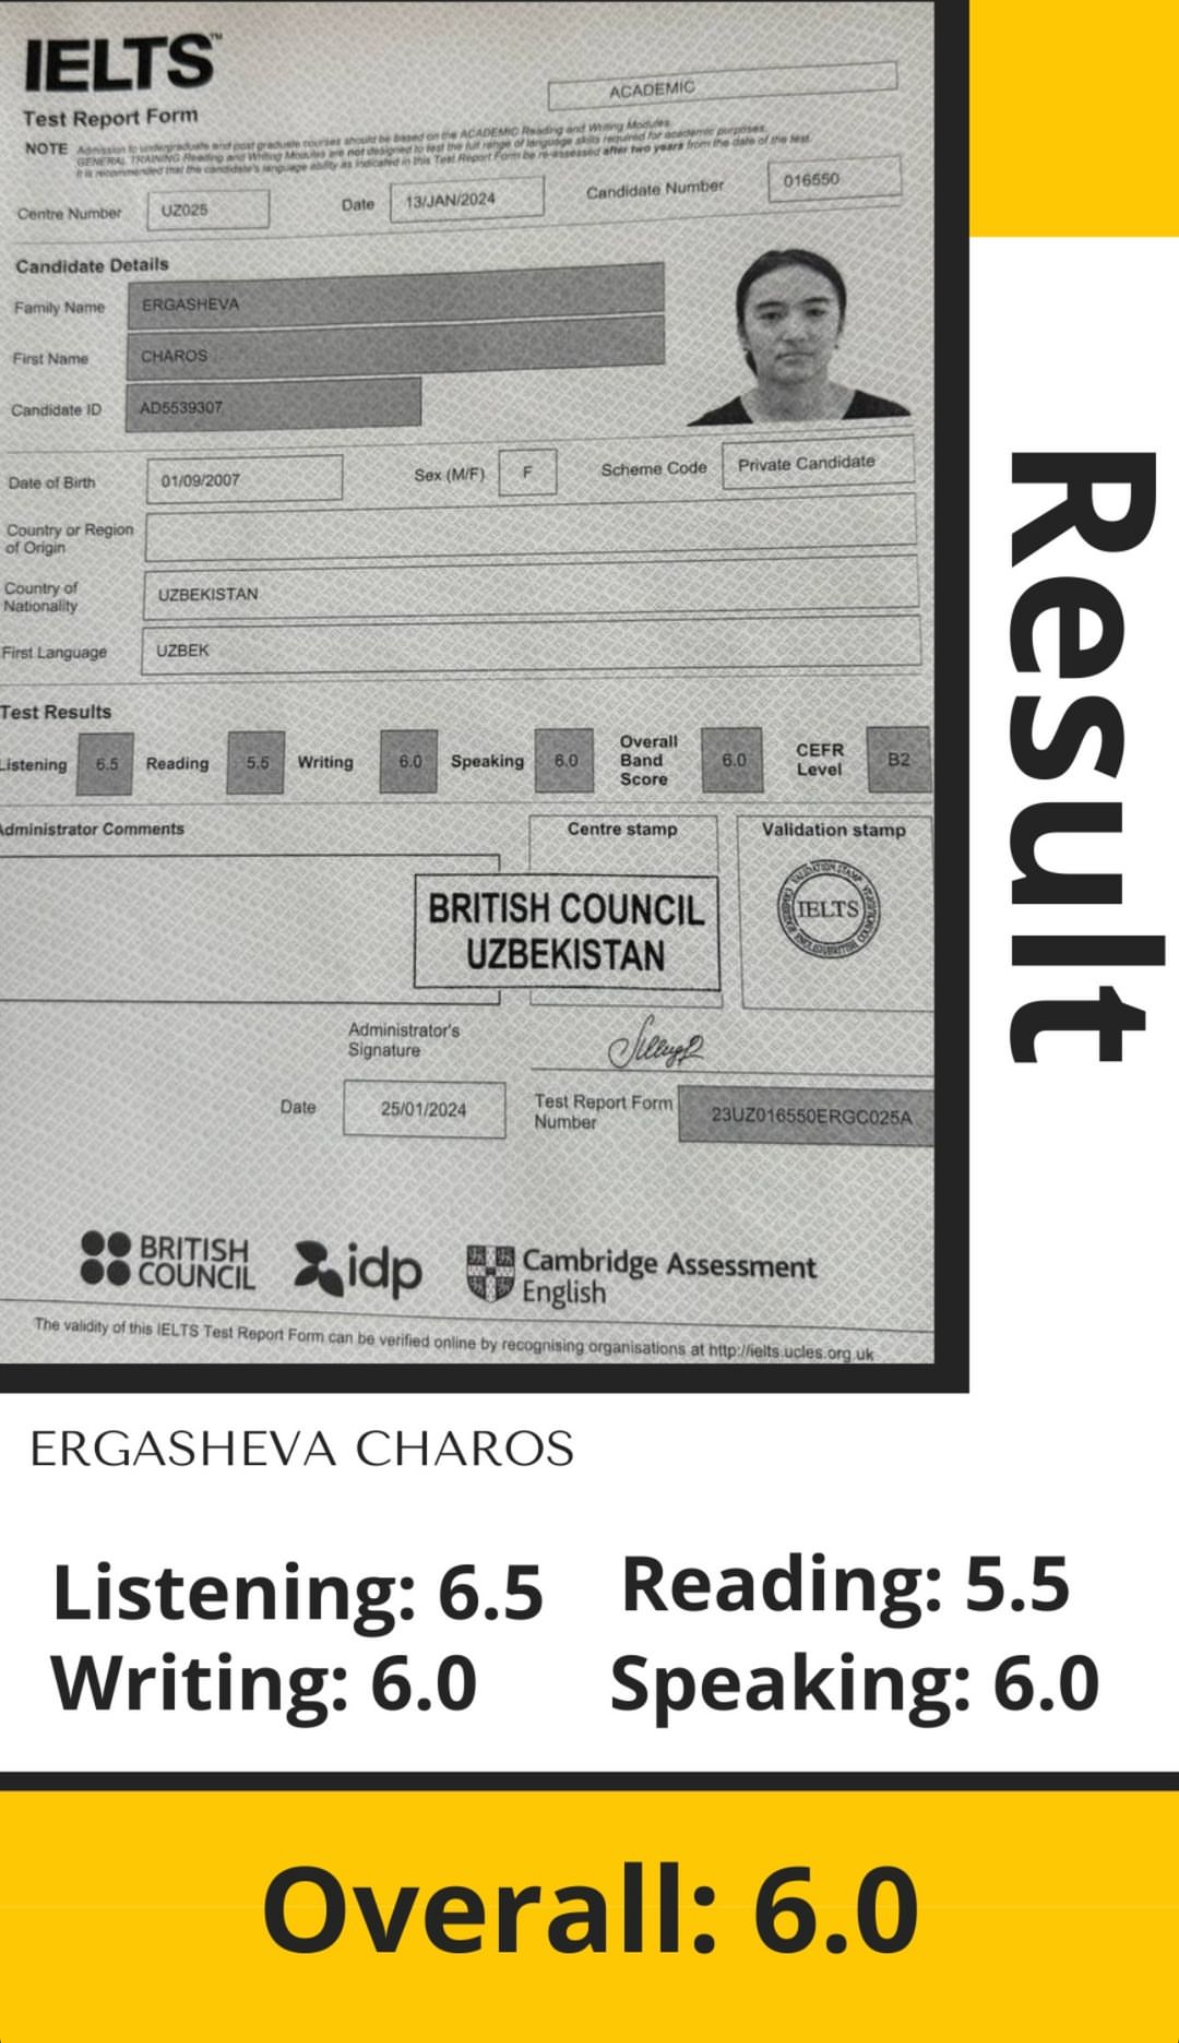 IELTS™
Test Report Form
ACADEMIC
NOTE Admission to undergraduate and post graduate courses should be based on the ACADEMIC Reading and Writing Modules.
GENERAL TRAINING Reading and Writing Modules are not designed to test the full range of language skills required for academic purposes.
It is recommended that the candidate's language ability as indicated in this Test Report Form be re-assessed after two years from the date of the test.
Centre Number UZ025 Date 13/JAN/2024 Candidate Number 016550
Candidate Details
Family Name ERGASHEVA
First Name CHAROS
Candidate ID AD5539307
Date of Birth 01/09/2007 Sex (M/F) F Scheme Code Private Candidate
Country or Region
of Origin
Country of
Nationality UZBEKISTAN
First Language UZBEK
Test Results
Listening 6.5 Reading 5.5 Writing 6.0 Speaking 6.0 Overall Band Score 6.0 CEFR Level B2
Administrator Comments Centre stamp Validation stamp
BRITISH COUNCIL
UZBEKISTAN
IELTS
Administrator's
Signature
Date 25/01/2024 Test Report Form
Number 23UZ016550ERGC025A
BRITISH
COUNCIL
idp
Cambridge Assessment
English
The validity of this IELTS Test Report Form can be verified online by recognising organisations at http://ielts.ucles.org.uk
Result
ERGASHEVA CHAROS
Listening: 6.5 Reading: 5.5
Writing: 6.0 Speaking: 6.0
Overall: 6.0